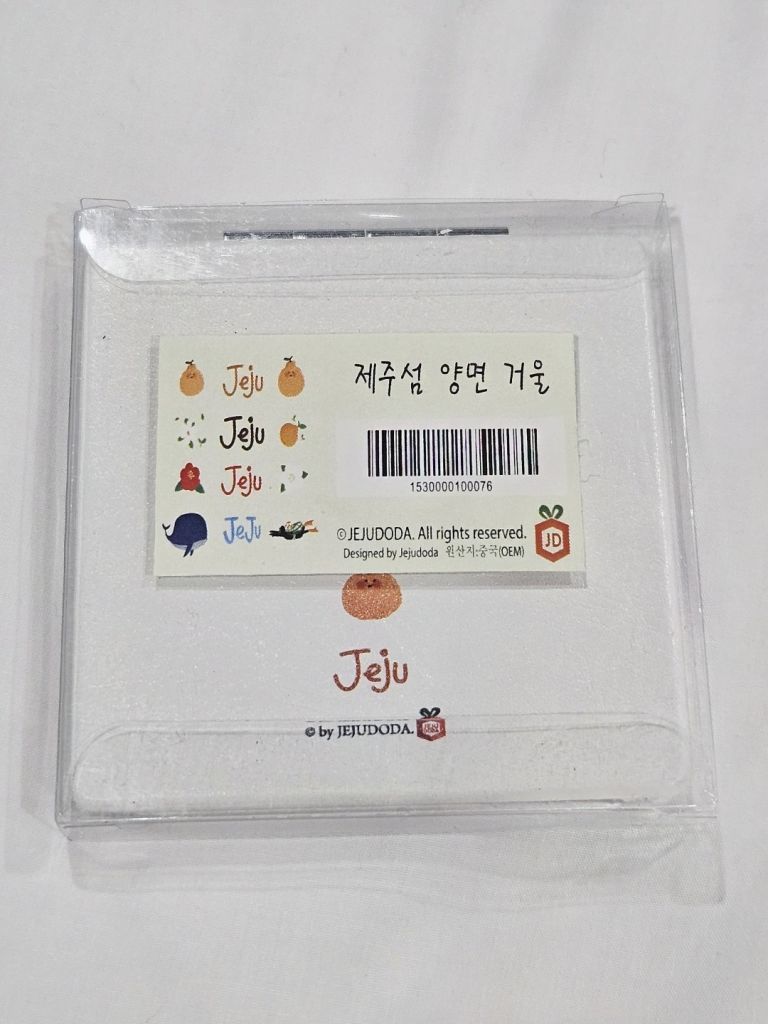 Jeju
Jeju
Jeju
JeJu
제주섬 양면 거울
1530000100076
©JEJUDODA. All rights reserved.
Designed by Jejudoda 원산지:중국(OEM)
JD
Jeju
© by JEJUDODA.